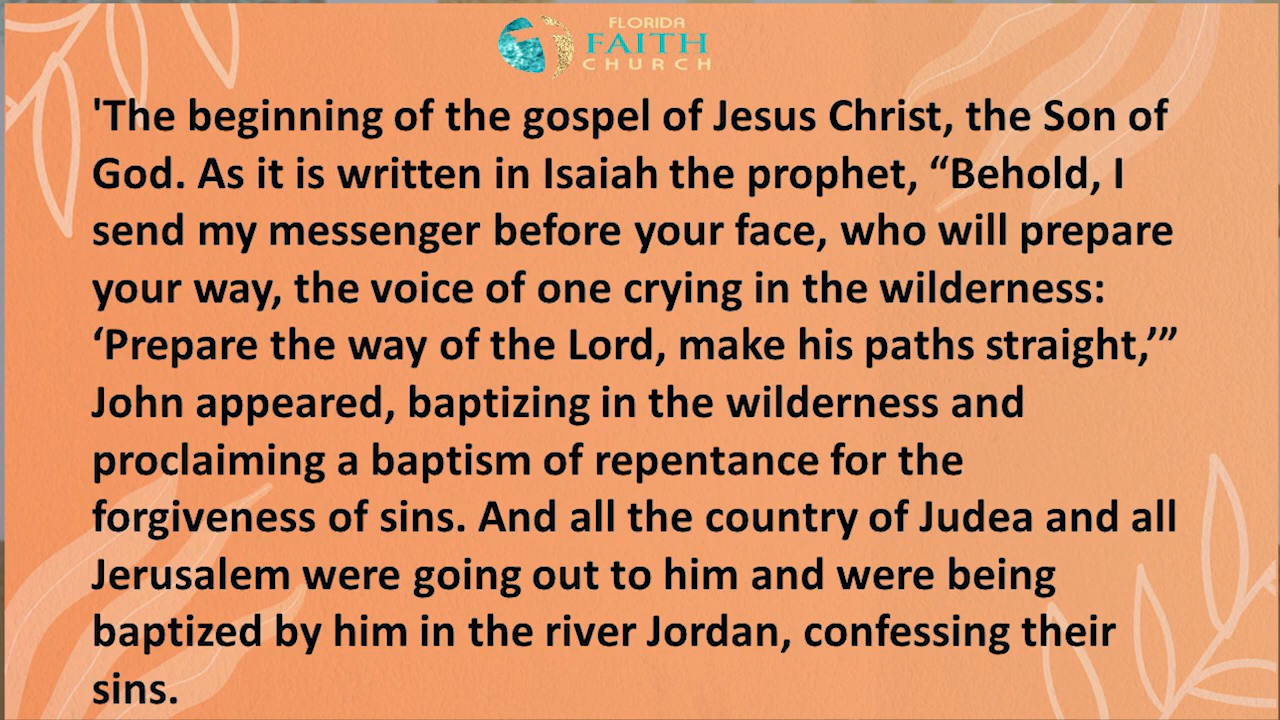 FLORIDA
FAITH
CHURCH
'The beginning of the gospel of Jesus Christ, the Son of
God. As it is written in Isaiah the prophet, “Behold, I
send my messenger before your face, who will prepare
your way, the voice of one crying in the wilderness:
‘Prepare the way of the Lord, make his paths straight,’”
John appeared, baptizing in the wilderness and
proclaiming a baptism of repentance for the
forgiveness of sins. And all the country of Judea and all
Jerusalem were going out to him and were being
baptized by him in the river Jordan, confessing their
sins.